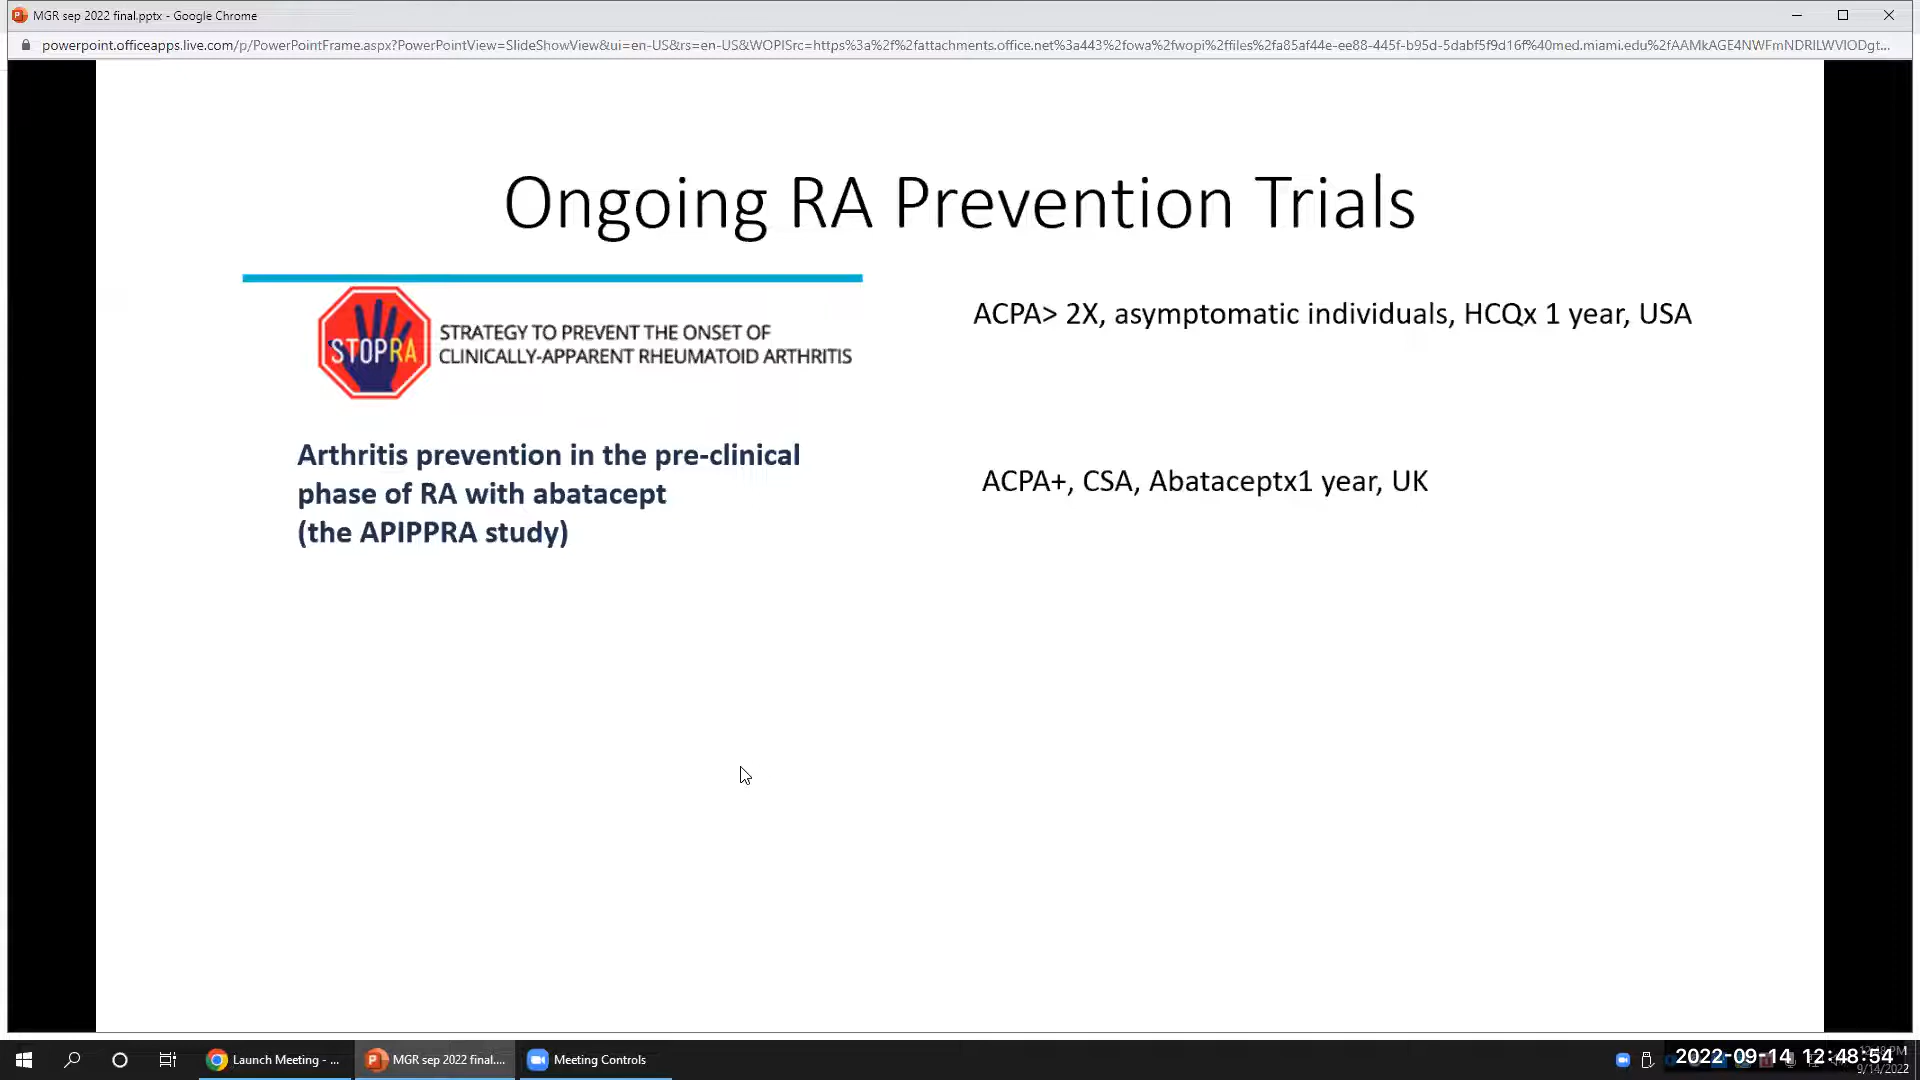 MGR sep 2022 final.pptx - Google Chrome
powerpoint.officeapps.live.com/p/PowerPointFrame.aspx?PowerPointView=SlideShowView&ui=en-US&rs=en-US&WOPISrc=https%3a%2f%2fattachments.office.net%3a443%2fowa%2fwopi%2ffiles%2fa85af44e-ee88-445f-b95d-5dabf5f9d16f%40med.miami.edu%2fAAMkAGE4NWFmNDRlLWVlODgt...
Ongoing RA Prevention Trials
STOPRA
STRATEGY TO PREVENT THE ONSET OF
CLINICALLY-APPARENT RHEUMATOID ARTHRITIS
ACPA> 2X, asymptomatic individuals, HCQx 1 year, USA
Arthritis prevention in the pre-clinical
phase of RA with abatacept
(the APIPPRA study)
ACPA+, CSA, Abataceptx1 year, UK
Launch Meeting - ...
MGR sep 2022 final....
Meeting Controls
2022-09-14 12:48:54
9/14/2022